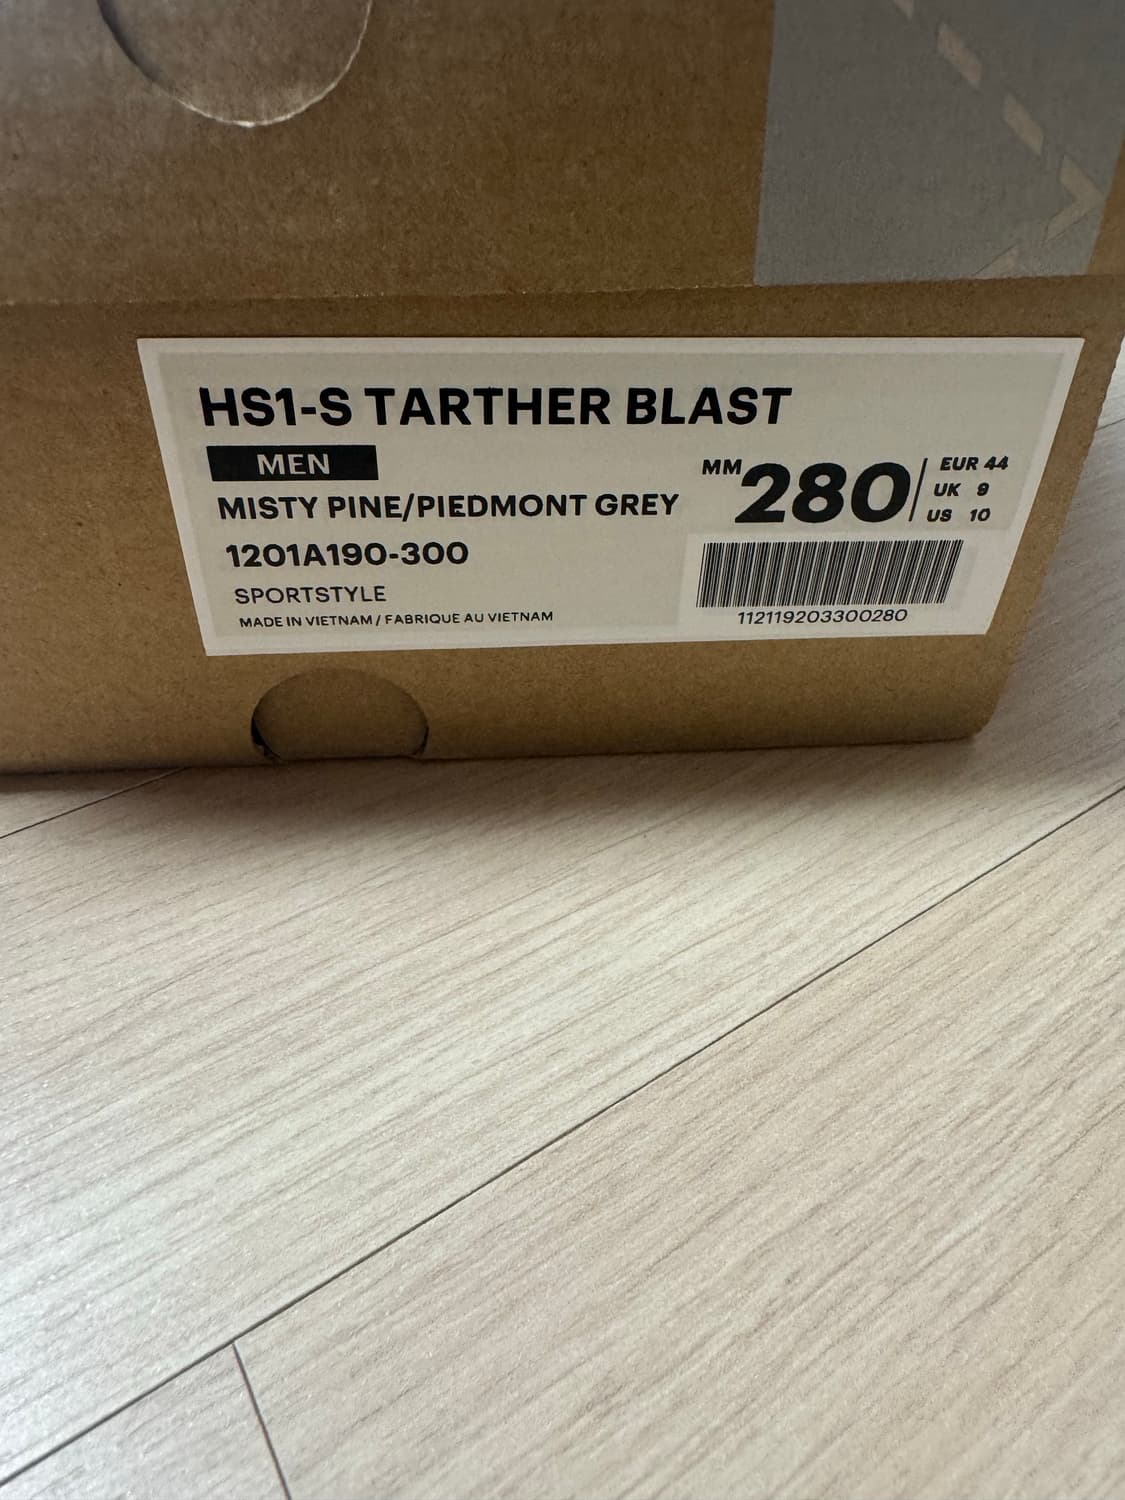 HS1-S TARTHER BLAST
MEN
MISTY PINE/PIEDMONT GREY
1201A190-300
SPORTSTYLE
MADE IN VIETNAM / FABRIQUE AU VIETNAM
MM 280
EUR 44
UK 9
US 10
112119203300280